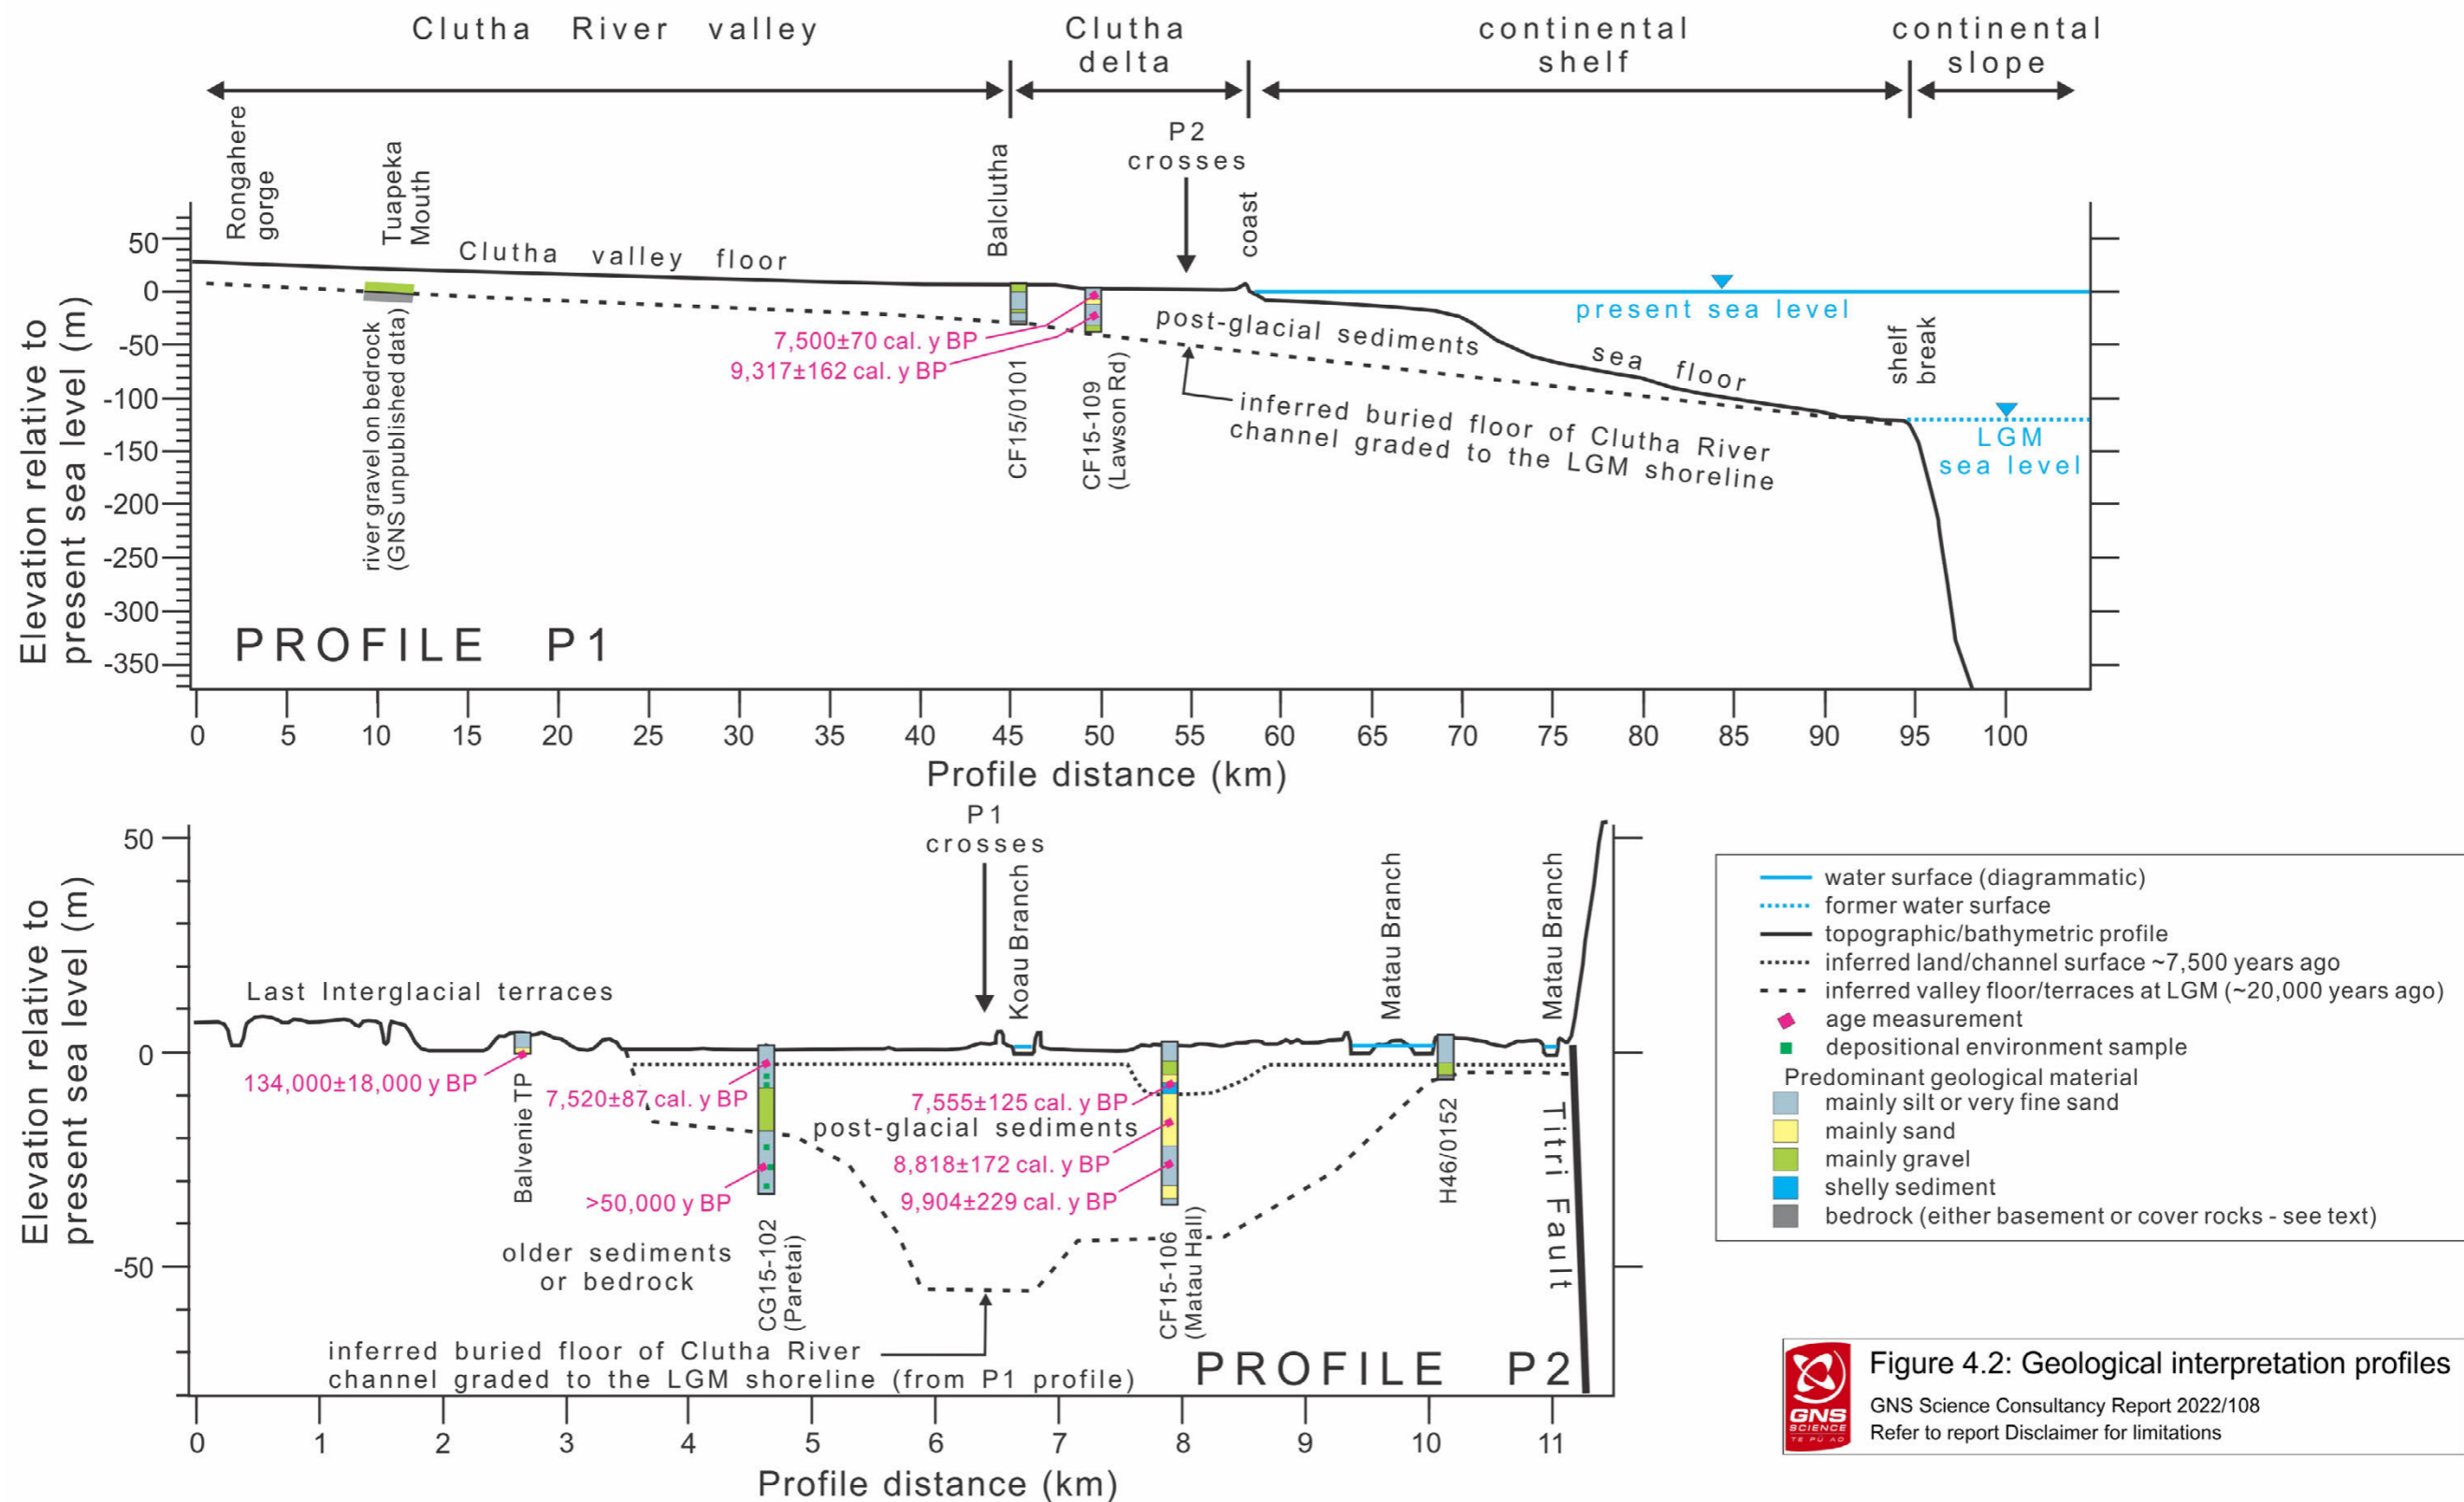 Clutha River valley
Clutha
delta
continental
shelf
continental
slope
Rongahere
gorge
Tuapeka
Mouth
Balclutha
P2
crosses
coast
Clutha valley floor
50
0
-50
-100
-150
-200
-250
-300
-350
Elevation relative to
present sea level (m)
river gravel on bedrock
(GNS unpublished data)
7,500±70 cal. y BP
9,317±162 cal. y BP
CF15/0101
CF15-109
(Lawson Rd)
post-glacial sediments
present sea level
sea floor
shelf
break
inferred buried floor of Clutha River
channel graded to the LGM shoreline
LGM
sea level
PROFILE P1
0 5 10 15 20 25 30 35 40 45 50 55 60 65 70 75 80 85 90 95 100
Profile distance (km)
P1
crosses
Koau Branch
Matau Branch
Matau Branch
50
0
-50
Elevation relative to
present sea level (m)
Last Interglacial terraces
134,000±18,000 y BP
Balvenie TP
7,520±87 cal. y BP
>50,000 y BP
CG15-102
(Paretai)
post-glacial sediments
7,555±125 cal. y BP
8,818±172 cal. y BP
9,904±229 cal. y BP
CF15-106
(Matau Hall)
H46/0152
Titri Fault
older sediments
or bedrock
inferred buried floor of Clutha River
channel graded to the LGM shoreline (from P1 profile)
PROFILE P2
0 1 2 3 4 5 6 7 8 9 10 11
Profile distance (km)
water surface (diagrammatic)
former water surface
topographic/bathymetric profile
inferred land/channel surface ~7,500 years ago
inferred valley floor/terraces at LGM (~20,000 years ago)
age measurement
depositional environment sample
Predominant geological material
mainly silt or very fine sand
mainly sand
mainly gravel
shelly sediment
bedrock (either basement or cover rocks - see text)
GNS
SCIENCE
TE PŪ AO
Figure 4.2: Geological interpretation profiles
GNS Science Consultancy Report 2022/108
Refer to report Disclaimer for limitations